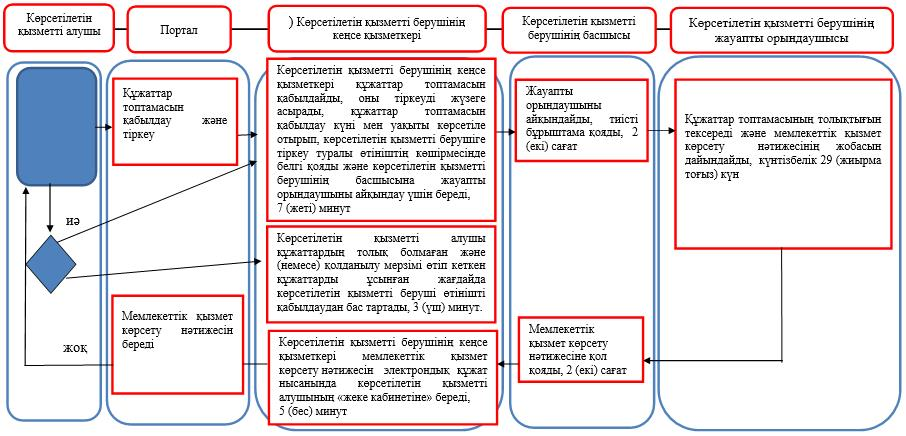 Көрсетілетін
қызметті алушы
Портал
) Көрсетілетін қызметті берушінің
кеңсе қызметкері
Көрсетілетін қызметті
берушінің басшысы
Көрсетілетін қызметті берушінің
жауапты орындаушысы
Құжаттар
топтамасын
қабылдау және
тіркеу
Көрсетілетін қызметті берушінің кеңсе
қызметкері құжаттар топтамасын
қабылдайды, оны тіркеуді жүзеге
асырады, құжаттар топтамасын
қабылдау күні мен уақыты көрсетіле
отырып, көрсетілетін қызметті берушіге
тіркеу туралы өтініштің көшірмесінде
белгі қояды және көрсетілетін қызметті
берушінің басшысына жауапты
орындаушыны айқындау үшін береді,
7 (жеті) минут
Жауапты
орындаушыны
айқындайды, тиісті
бұрыштама қояды, 2
(екі) сағат
Құжаттар топтамасының толықтығын
тексереді және мемлекеттік қызмет
көрсету нәтижесінің жобасын
дайындайды, күнтізбелік 29 (жиырма
тоғыз) күн
иә
Көрсетілетін қызметті алушы
құжаттардың толық болмаған және
(немесе) қолданылу мерзімі өтіп кеткен
құжаттарды ұсынған жағдайда
көрсетілетін қызметті беруші өтінішті
қабылдаудан бас тартады, 3 (үш) минут.
Мемлекеттік қызмет
көрсету нәтижесін
береді
жоқ
Көрсетілетін қызметті берушінің кеңсе
қызметкері мемлекеттік қызмет
көрсету нәтижесін электрондық құжат
нысанында көрсетілетін қызметті
алушының «жеке кабинетіне» береді,
5 (бес) минут
Мемлекеттік
қызмет көрсету
нәтижесіне қол
қояды, 2 (екі) сағат